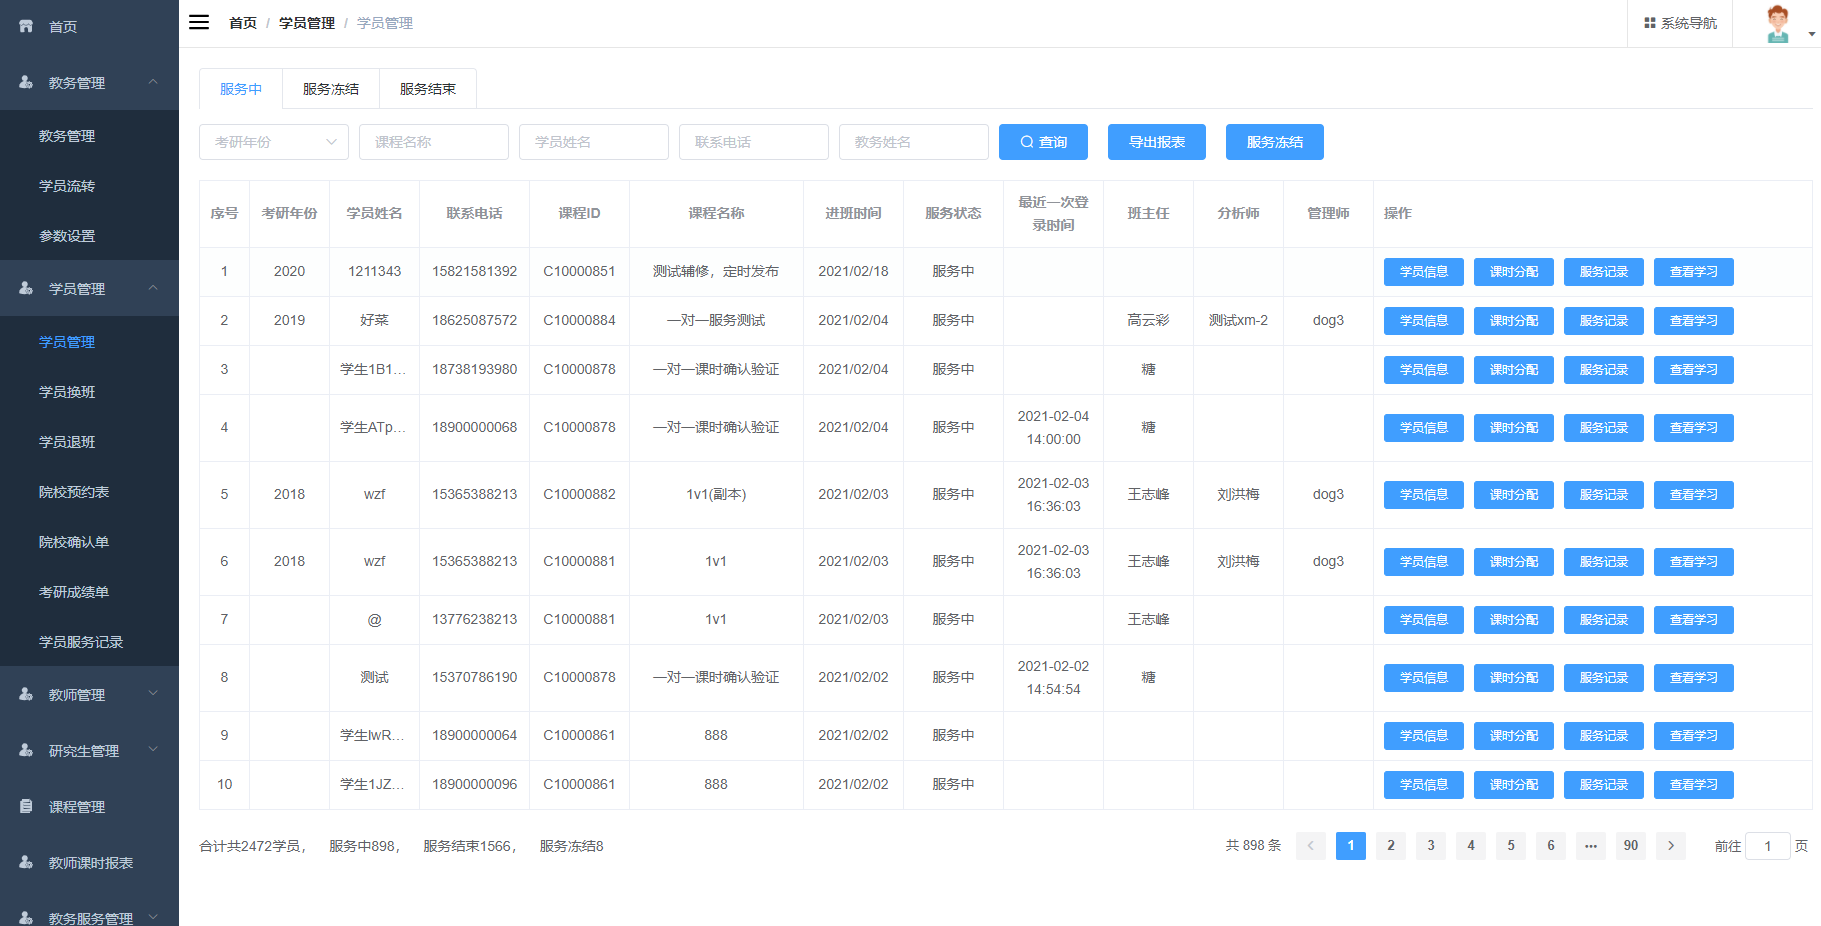 首页
教务管理
教务管理
学员流转
参数设置
学员管理
学员管理
学员换班
学员退班
院校预约表
院校确认单
考研成绩单
学员服务记录
教师管理
研究生管理
课程管理
教师课时报表
教务服务管理
首页 / 学员管理 / 学员管理
系统导航
服务中 服务冻结 服务结束
考研年份 课程名称 学员姓名 联系电话 教务姓名 查询 导出报表 服务冻结
序号 考研年份 学员姓名 联系电话 课程ID 课程名称 进班时间 服务状态 最近一次登录时间 班主任 分析师 管理师 操作
1 2020 1211343 15821581392 C10000851 测试辅修，定时发布 2021/02/18 服务中 学员信息 课时分配 服务记录 查看学习
2 2019 好菜 18625087572 C10000884 一对一服务测试 2021/02/04 服务中 高云彩 测试xm-2 dog3 学员信息 课时分配 服务记录 查看学习
3 学生1B1... 18738193980 C10000878 一对一课时确认验证 2021/02/04 服务中 糖 学员信息 课时分配 服务记录 查看学习
4 学生ATp... 18900000068 C10000878 一对一课时确认验证 2021/02/04 服务中 2021-02-04 14:00:00 糖 学员信息 课时分配 服务记录 查看学习
5 2018 wzf 15365388213 C10000882 1v1(副本) 2021/02/03 服务中 2021-02-03 16:36:03 王志峰 刘洪梅 dog3 学员信息 课时分配 服务记录 查看学习
6 2018 wzf 15365388213 C10000881 1v1 2021/02/03 服务中 2021-02-03 16:36:03 王志峰 刘洪梅 dog3 学员信息 课时分配 服务记录 查看学习
7 @ 13776238213 C10000881 1v1 2021/02/03 服务中 王志峰 学员信息 课时分配 服务记录 查看学习
8 测试 15370786190 C10000878 一对一课时确认验证 2021/02/02 服务中 2021-02-02 14:54:54 糖 学员信息 课时分配 服务记录 查看学习
9 学生lwR... 18900000064 C10000861 888 2021/02/02 服务中 学员信息 课时分配 服务记录 查看学习
10 学生1JZ... 18900000096 C10000861 888 2021/02/02 服务中 学员信息 课时分配 服务记录 查看学习
合计共2472学员， 服务中898， 服务结束1566， 服务冻结8
共 898 条 1 2 3 4 5 6 ... 90 前往 1 页